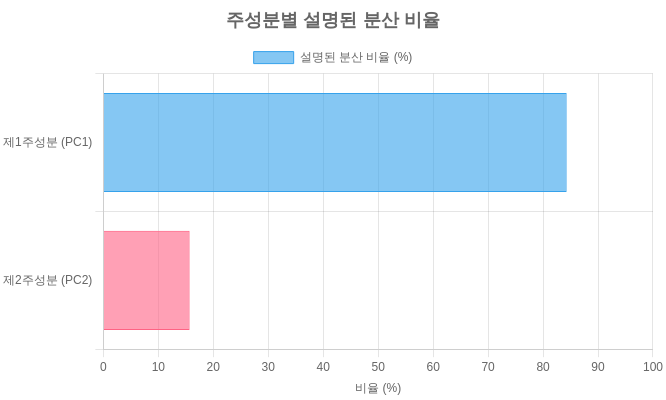 주성분별 설명된 분산 비율
설명된 분산 비율 (%)
제1주성분 (PC1)
제2주성분 (PC2)
0 10 20 30 40 50 60 70 80 90 100
비율 (%)